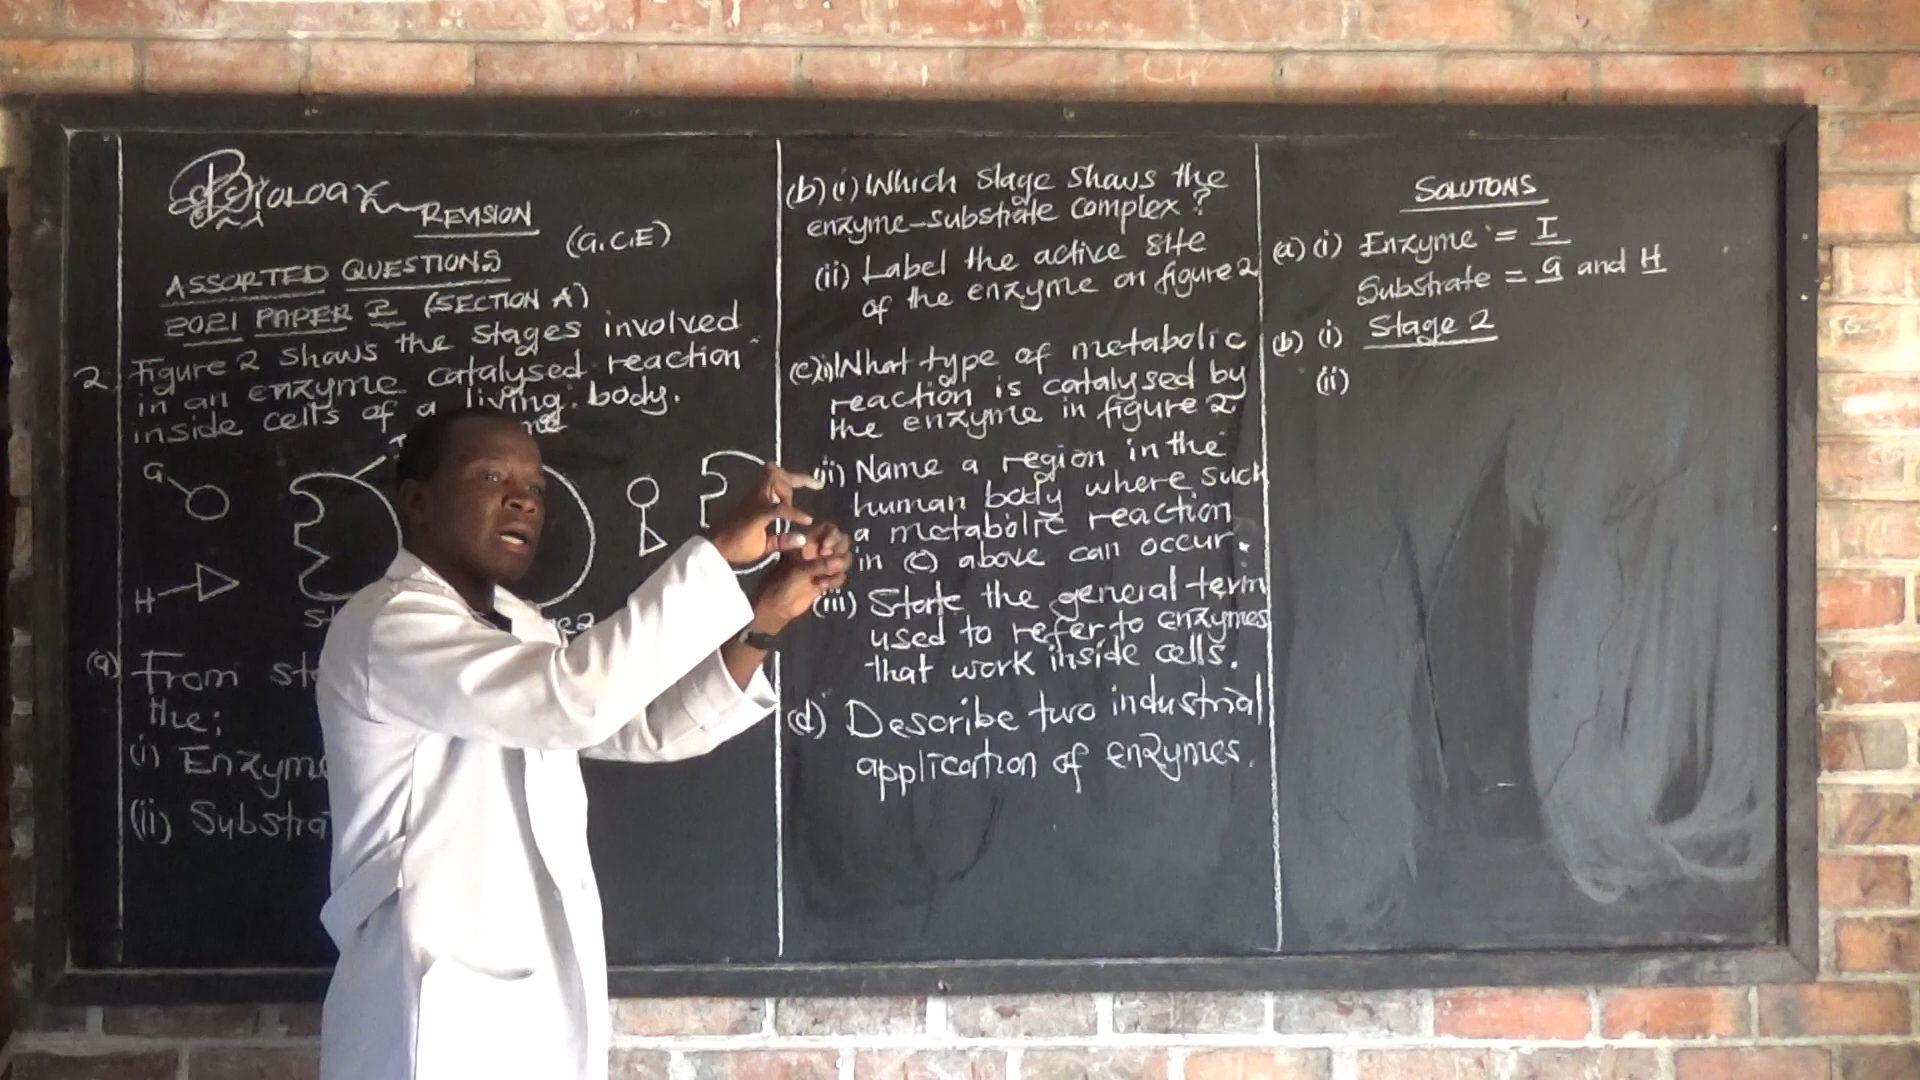 Biology
REVISION
(G.C.E)
ASSORTED QUESTIONS
2021 PAPER 2 (SECTION A)
2. Figure 2 shows the stages involved
in an enzyme catalysed reaction
inside cells of a living body.
G
H
(a) From
the;
(i)
(ii)
(b) (i) Which stage shows the
enzyme-substrate complex?
(ii) Label the active site
of the enzyme on figure 2
(c)(i) What type of metabolic
reaction is catalysed by
the enzyme in figure 2
(ii) Name a region in the
human body where such
a metabolic reaction
in (c) above can occur.
(iii) State the general term
used to refer to enzymes
that work inside cells.
(d) Describe two industrial
application of enzymes.
SOLUTONS
(a) (i) Enzyme = I
Substrate = G and H
(b) (i) Stage 2
(ii)